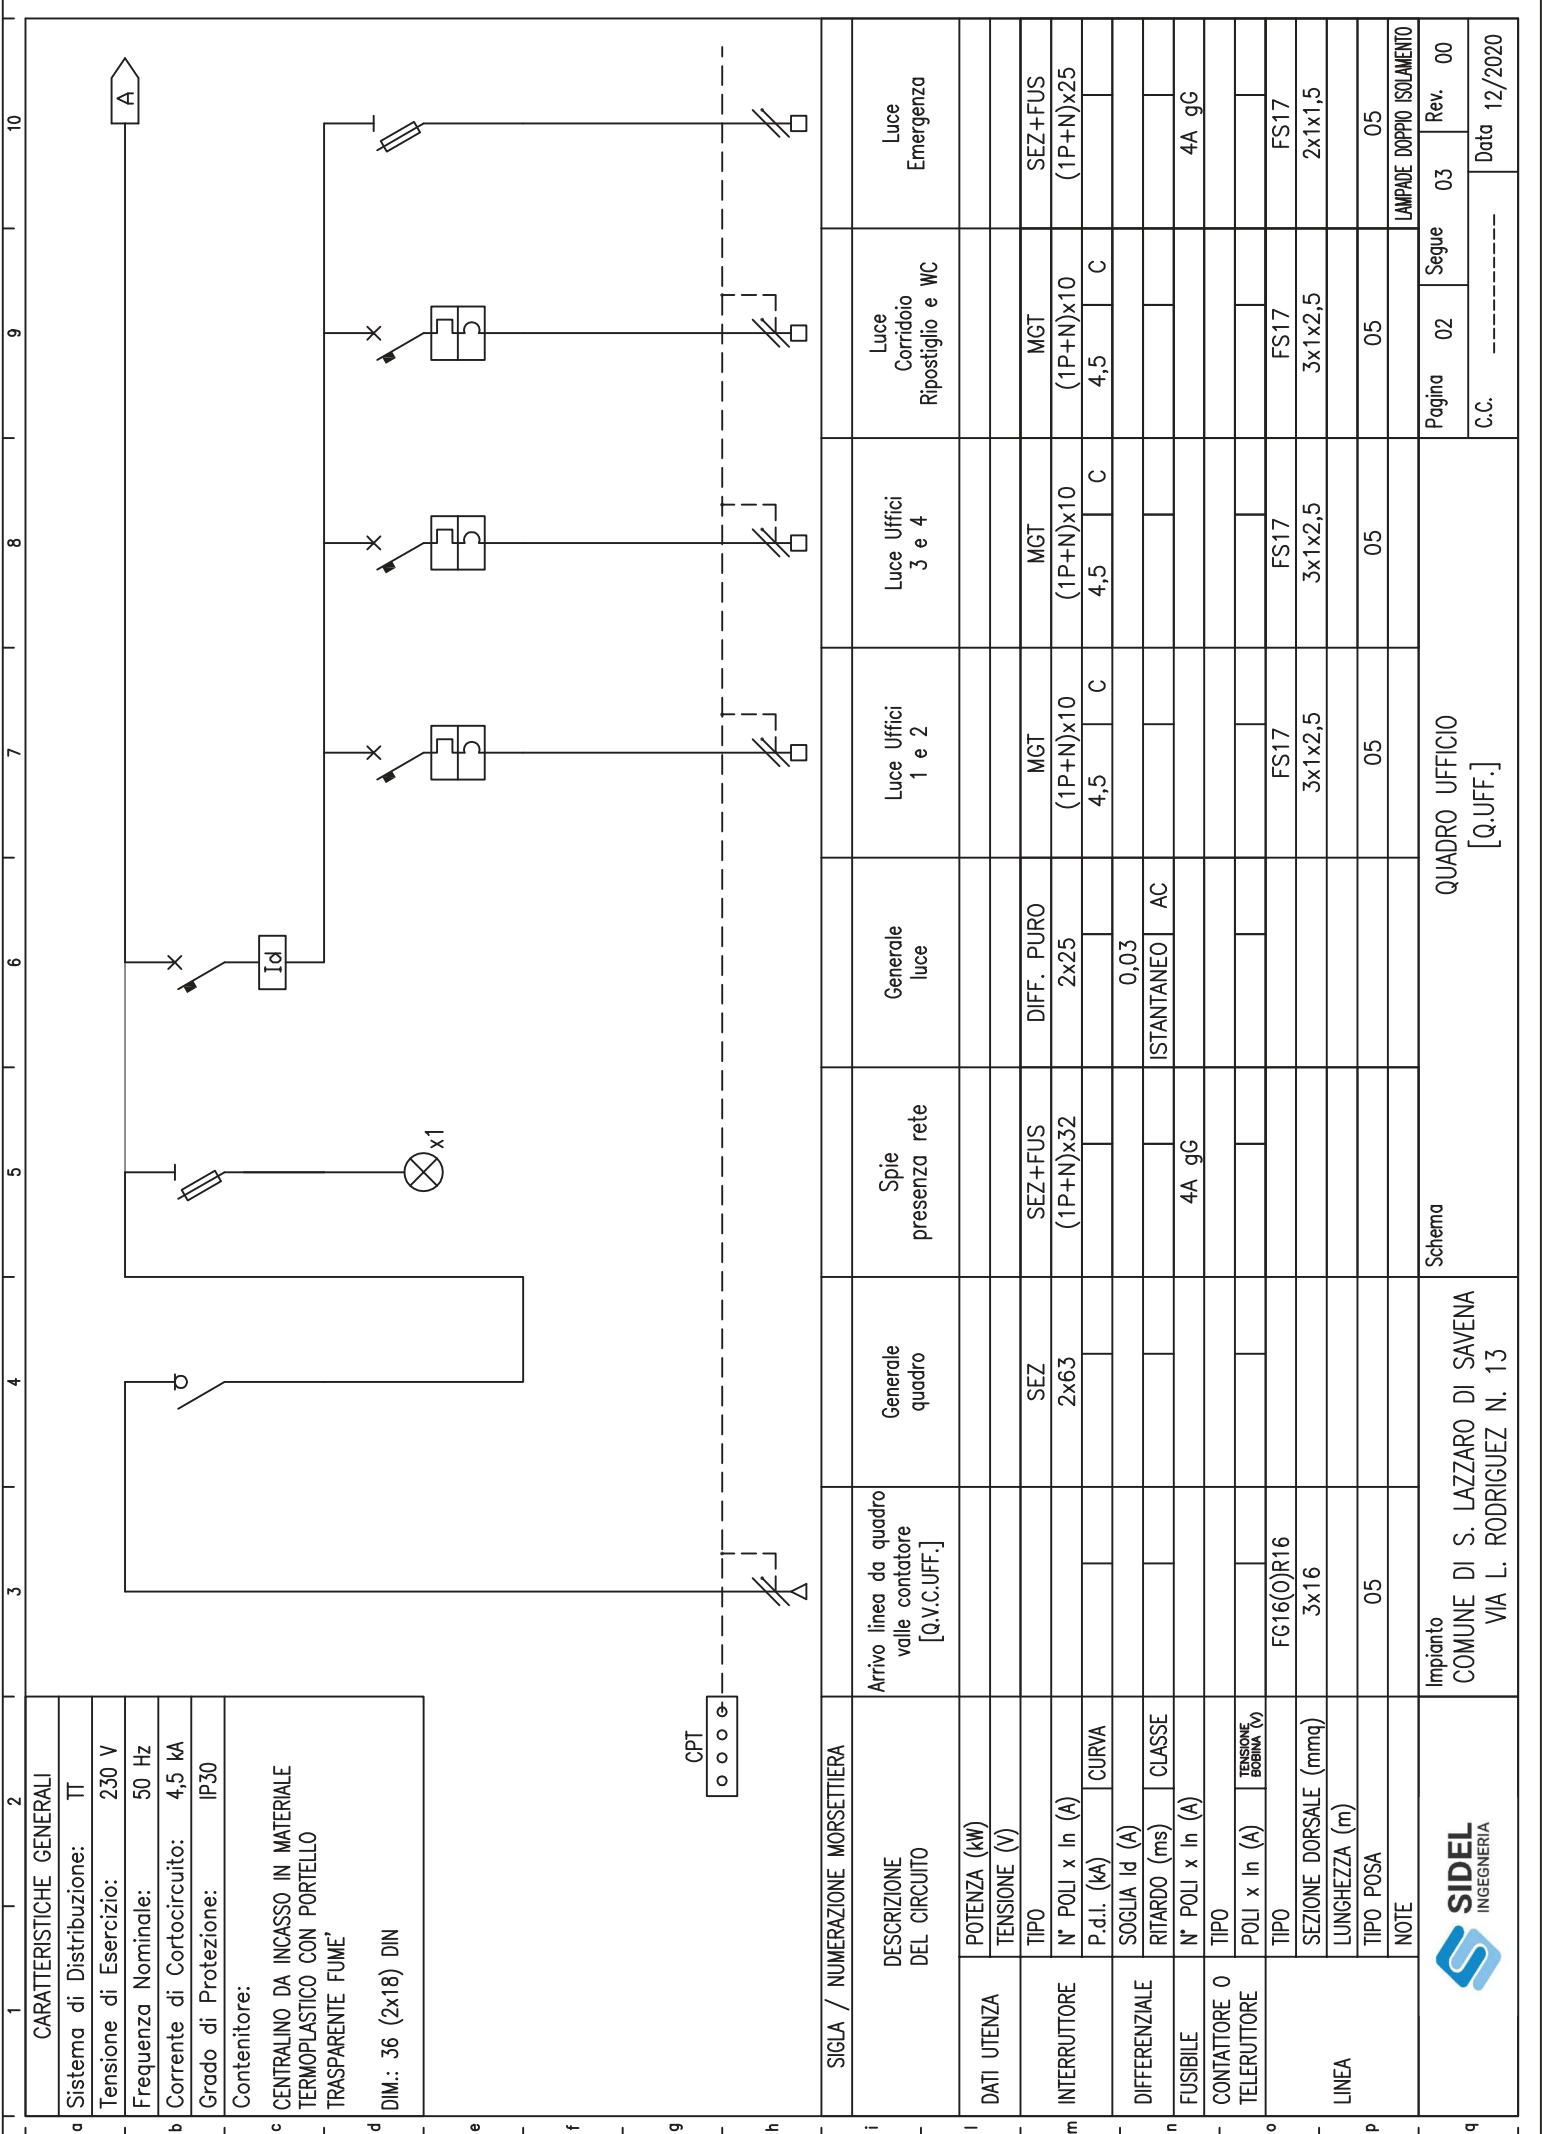 1
2
3
4
5
6
7
8
9
10
a
b
c
d
e
f
g
h
i
l
m
n
o
p
q
CARATTERISTICHE GENERALI
Sistema di Distribuzione: TT
Tensione di Esercizio: 230 V
Frequenza Nominale: 50 Hz
Corrente di Cortocircuito: 4,5 kA
Grado di Protezione: IP30
Contenitore:
CENTRALINO DA INCASSO IN MATERIALE
TERMOPLASTICO CON PORTELLO
TRASPARENTE FUME'
DIM.: 36 (2x18) DIN
A
Id
x1
CPT
SIGLA / NUMERAZIONE MORSETTIERA
DESCRIZIONE
DEL CIRCUITO
Arrivo linea da quadro
valle contatore
[Q.V.C.UFF.]
Generale
quadro
Spie
presenza rete
Generale
luce
Luce Uffici
1 e 2
Luce Uffici
3 e 4
Luce
Corridoio
Ripostiglio e WC
Luce
Emergenza
DATI UTENZA
POTENZA (kW)
TENSIONE (V)
INTERRUTTORE
TIPO SEZ SEZ+FUS DIFF. PURO MGT MGT MGT SEZ+FUS
N° POLI x In (A) 2x63 (1P+N)x32 2x25 (1P+N)x10 (1P+N)x10 (1P+N)x10 (1P+N)x25
P.d.I. (kA) CURVA 4,5 C 4,5 C 4,5 C
DIFFERENZIALE
SOGLIA Id (A) 0,03
RITARDO (ms) CLASSE ISTANTANEO AC
FUSIBILE
N° POLI x In (A) 4A gG 4A gG
CONTATTORE O
TELERUTTORE
TIPO
POLI x In (A) TENSIONE
BOBINA (V)
LINEA
TIPO FG16(O)R16 FS17 FS17 FS17 FS17
SEZIONE DORSALE (mmq) 3x16 3x1x2,5 3x1x2,5 3x1x2,5 2x1x1,5
LUNGHEZZA (m)
TIPO POSA 05 05 05 05 05
NOTE LAMPADE DOPPIO ISOLAMENTO
SIDEL
INGEGNERIA
Impianto
COMUNE DI S. LAZZARO DI SAVENA
VIA L. RODRIGUEZ N. 13
Schema
QUADRO UFFICIO
[Q.UFF.]
Pagina 02 Segue 03 Rev. 00
C.C. ---------- Data 12/2020